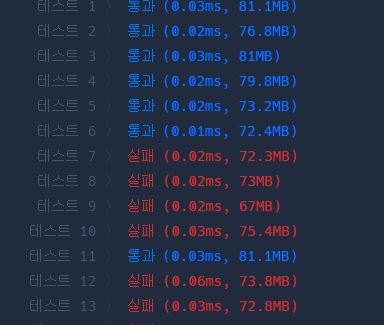 테스트 1 〉 통과 (0.03ms, 81.1MB)
테스트 2 〉 통과 (0.02ms, 76.8MB)
테스트 3 〉 통과 (0.03ms, 81MB)
테스트 4 〉 통과 (0.02ms, 79.8MB)
테스트 5 〉 통과 (0.02ms, 73.2MB)
테스트 6 〉 통과 (0.01ms, 72.4MB)
테스트 7 〉 실패 (0.02ms, 72.3MB)
테스트 8 〉 실패 (0.02ms, 73MB)
테스트 9 〉 실패 (0.02ms, 67MB)
테스트 10 〉 실패 (0.03ms, 75.4MB)
테스트 11 〉 통과 (0.03ms, 81.1MB)
테스트 12 〉 실패 (0.06ms, 73.8MB)
테스트 13 〉 실패 (0.03ms, 72.8MB)